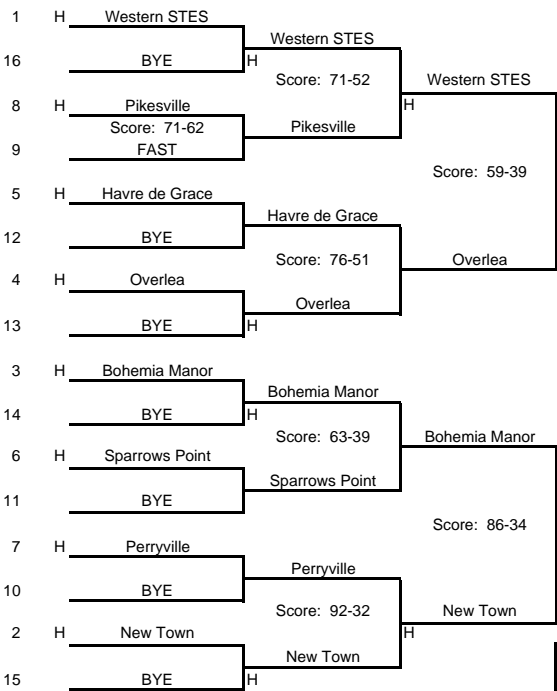 1 H Western STES
Western STES
16 BYE H
Score: 71-52 Western STES
8 H Pikesville H
Score: 71-62 Pikesville
9 FAST
Score: 59-39
5 H Havre de Grace
Havre de Grace
12 BYE
Score: 76-51 Overlea
4 H Overlea
Overlea
13 BYE H
3 H Bohemia Manor
Bohemia Manor
14 BYE H
Score: 63-39 Bohemia Manor
6 H Sparrows Point
Sparrows Point
11 BYE
Score: 86-34
7 H Perryville
Perryville
10 BYE
Score: 92-32 New Town
2 H New Town H
New Town
15 BYE H